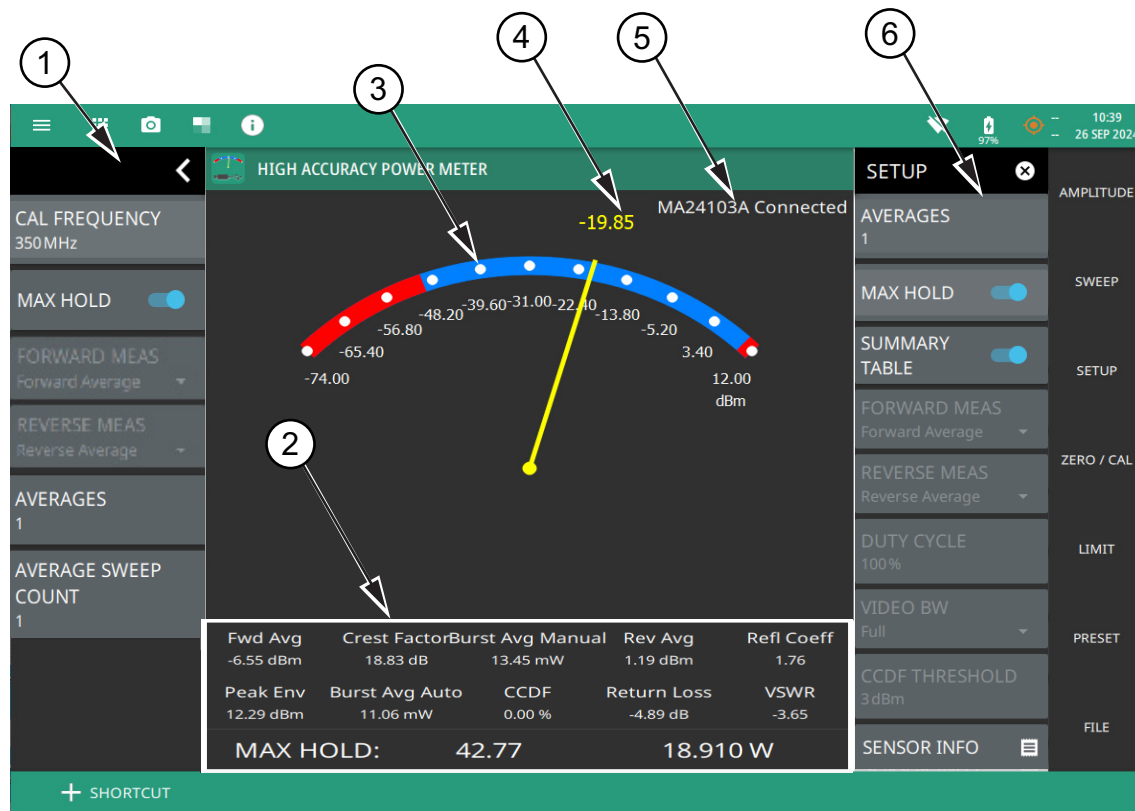 1
2
3
4
5
6
97%
--
--
10:39
26 SEP 2024
HIGH ACCURACY POWER METER
CAL FREQUENCY
350 MHz
MAX HOLD
FORWARD MEAS
Forward Average
REVERSE MEAS
Reverse Average
AVERAGES
1
AVERAGE SWEEP
COUNT
1
MA24103A Connected
-19.85
-74.00
-65.40
-56.80
-48.20
-39.60
-31.00
-22.40
-13.80
-5.20
3.40
12.00
dBm
Fwd Avg
Crest Factor
Burst Avg Manual
Rev Avg
Refl Coeff
-6.55 dBm
18.83 dB
13.45 mW
1.19 dBm
1.76
Peak Env
Burst Avg Auto
CCDF
Return Loss
VSWR
12.29 dBm
11.06 mW
0.00 %
-4.89 dB
-3.65
MAX HOLD:
42.77
18.910 W
SETUP
AVERAGES
1
MAX HOLD
SUMMARY
TABLE
FORWARD MEAS
Forward Average
REVERSE MEAS
Reverse Average
DUTY CYCLE
100 %
VIDEO BW
Full
CCDF THRESHOLD
3 dBm
SENSOR INFO
AMPLITUDE
SWEEP
SETUP
ZERO / CAL
LIMIT
PRESET
FILE
+ SHORTCUT